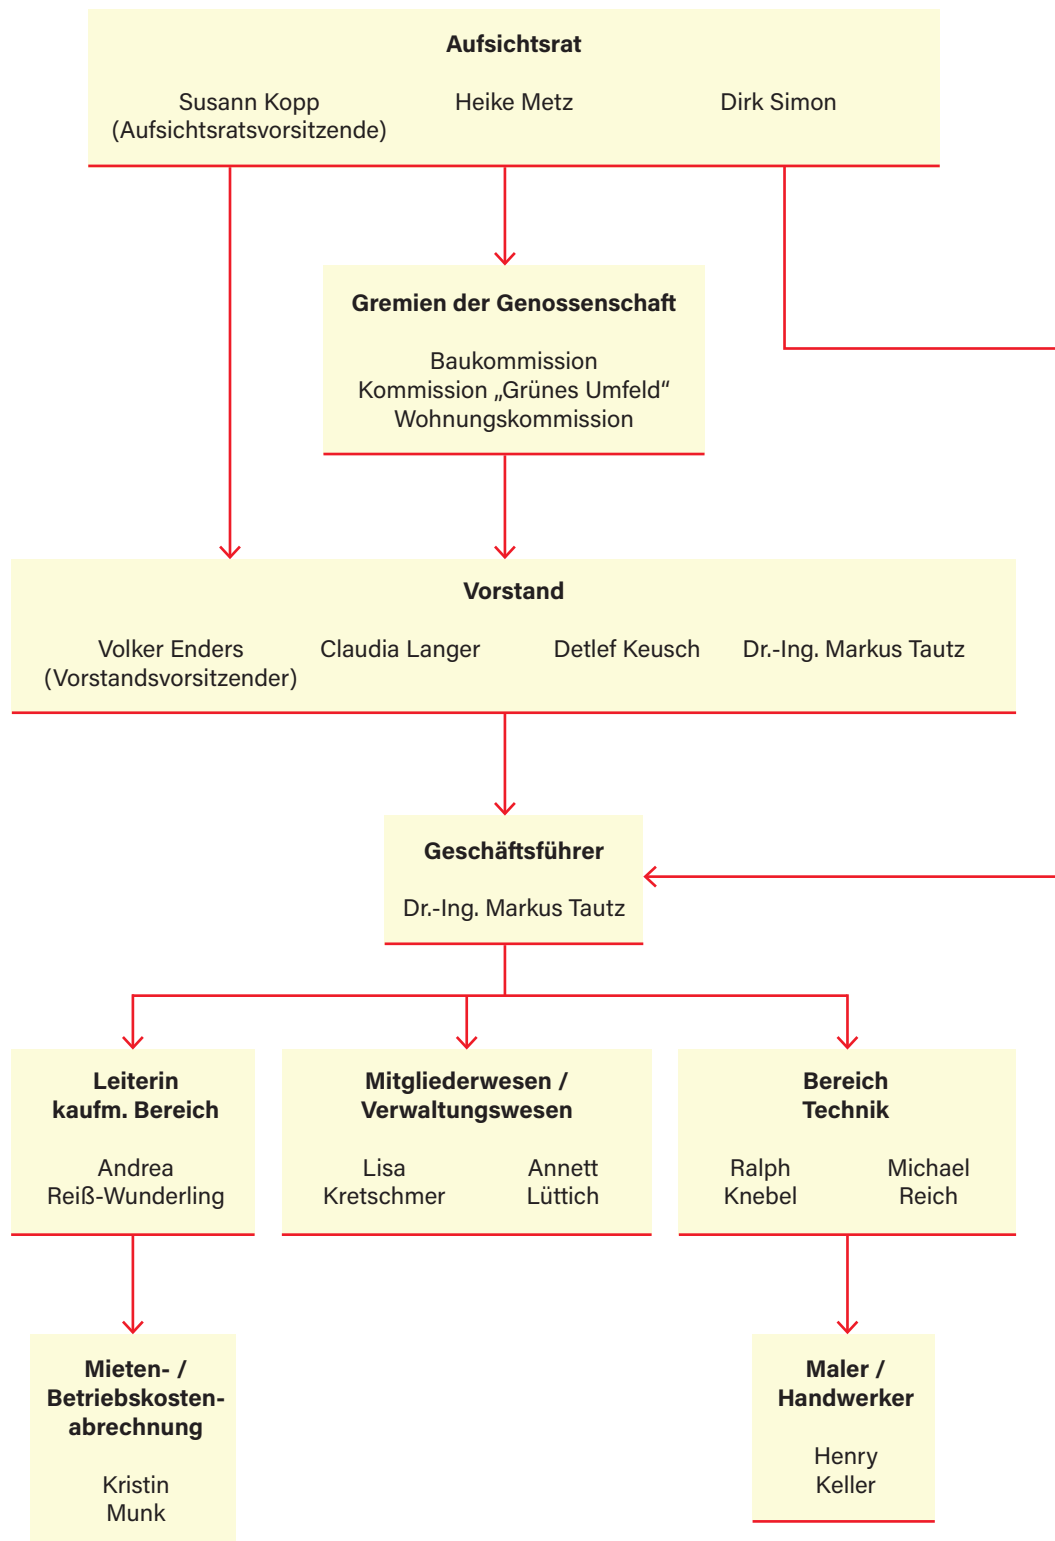 Aufsichtsrat
Susann Kopp
(Aufsichtsratsvorsitzende)
Heike Metz
Dirk Simon
Gremien der Genossenschaft
Baukommission
Kommission „Grünes Umfeld“
Wohnungskommission
Vorstand
Volker Enders
(Vorstandsvorsitzender)
Claudia Langer
Detlef Keusch
Dr.-Ing. Markus Tautz
Geschäftsführer
Dr.-Ing. Markus Tautz
Leiterin
kaufm. Bereich
Andrea
Reiß-Wunderling
Mitgliederwesen /
Verwaltungswesen
Lisa
Kretschmer
Annett
Lüttich
Bereich
Technik
Ralph
Knebel
Michael
Reich
Mieten- /
Betriebskosten-
abrechnung
Kristin
Munk
Maler /
Handwerker
Henry
Keller